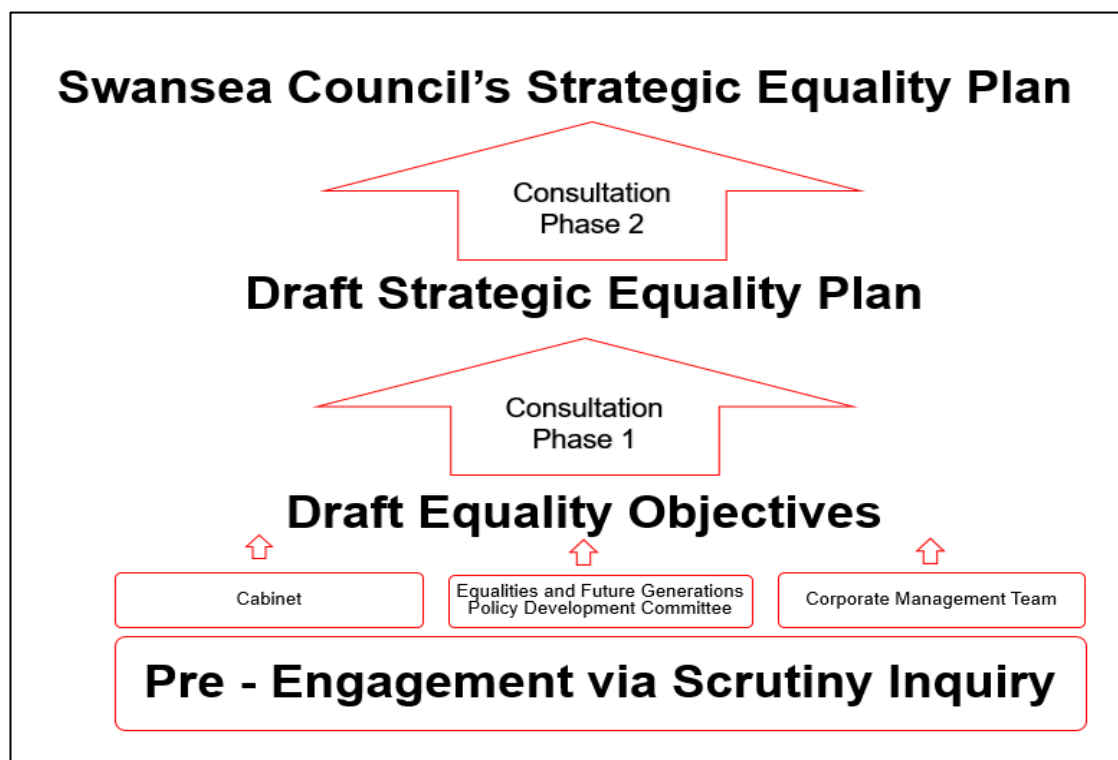 Swansea Council’s Strategic Equality Plan
Consultation
Phase 2
Draft Strategic Equality Plan
Consultation
Phase 1
Draft Equality Objectives
Cabinet
Equalities and Future Generations
Policy Development Committee
Corporate Management Team
Pre - Engagement via Scrutiny Inquiry